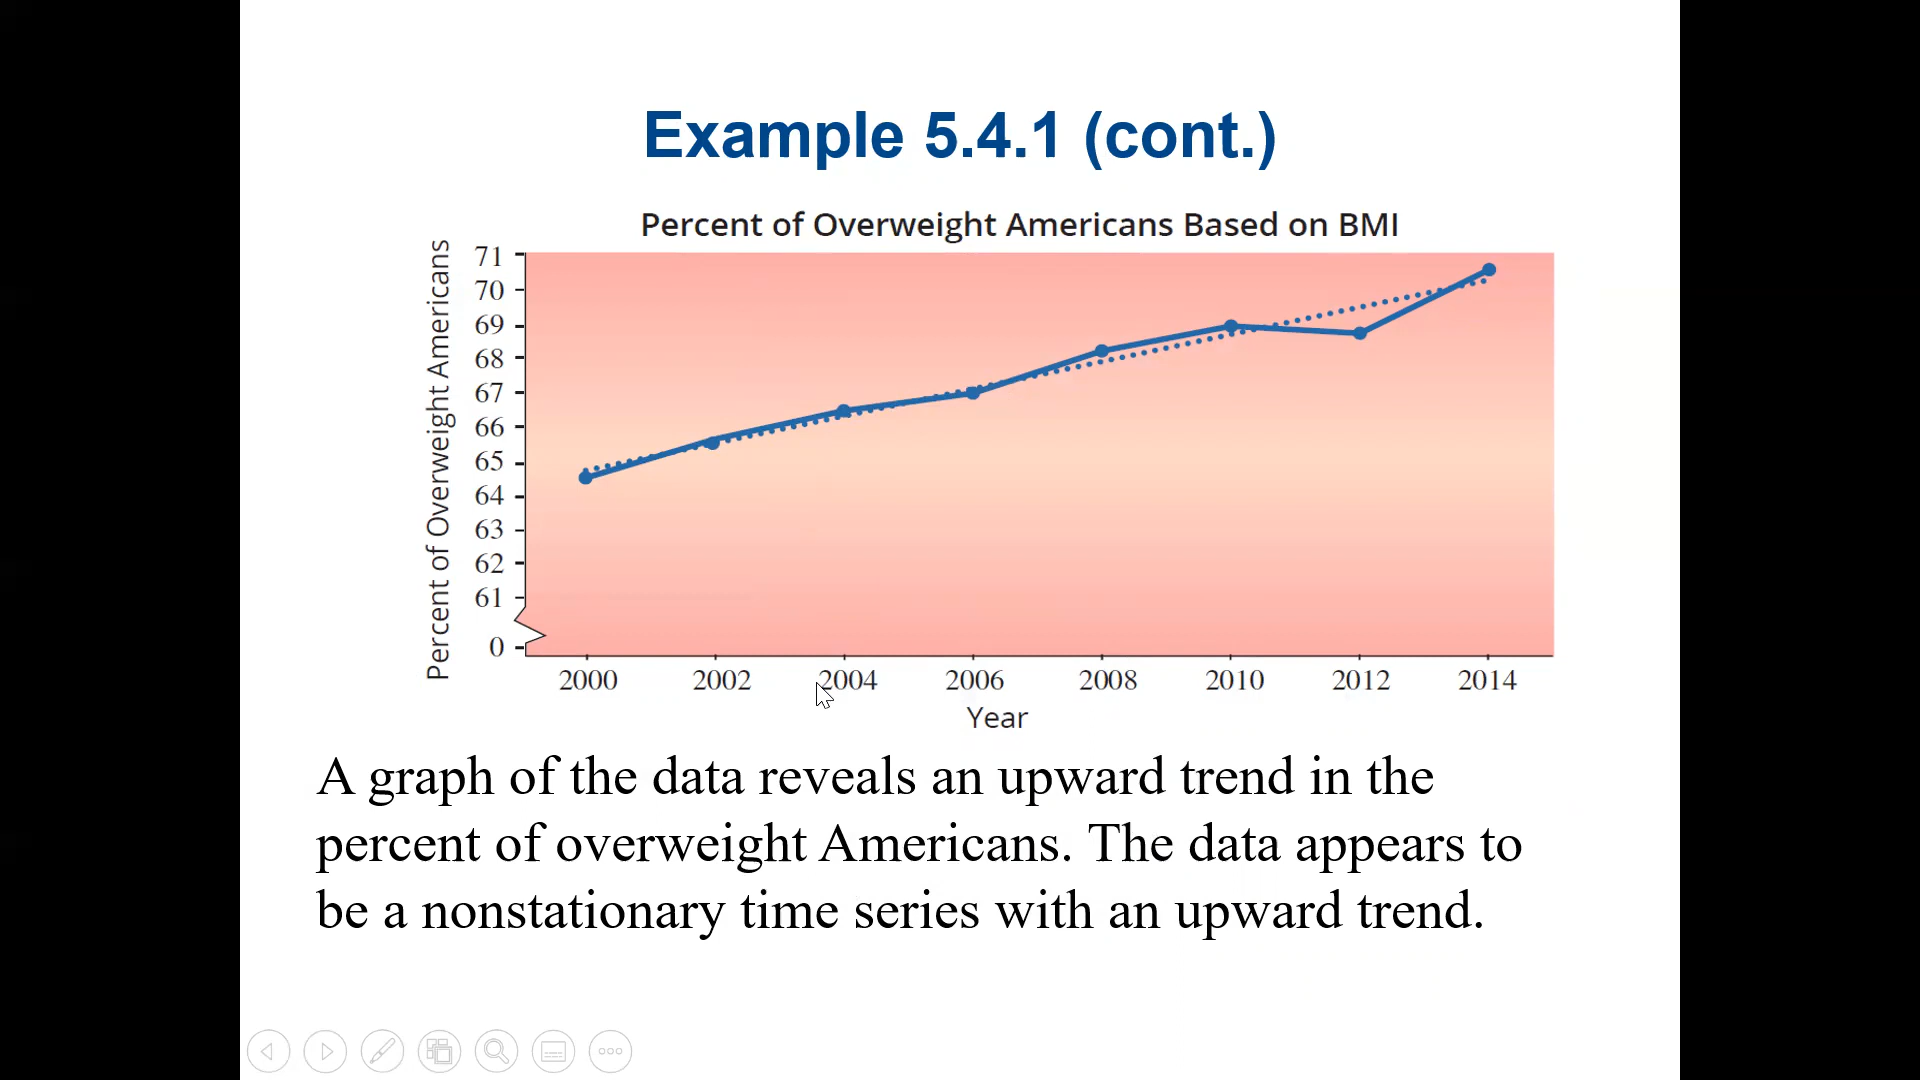 Example 5.4.1 (cont.)
Percent of Overweight Americans Based on BMI
Percent of Overweight Americans
71
70
69
68
67
66
65
64
63
62
61
0
2000 2002 2004 2006 2008 2010 2012 2014
Year
A graph of the data reveals an upward trend in the
percent of overweight Americans. The data appears to
be a nonstationary time series with an upward trend.